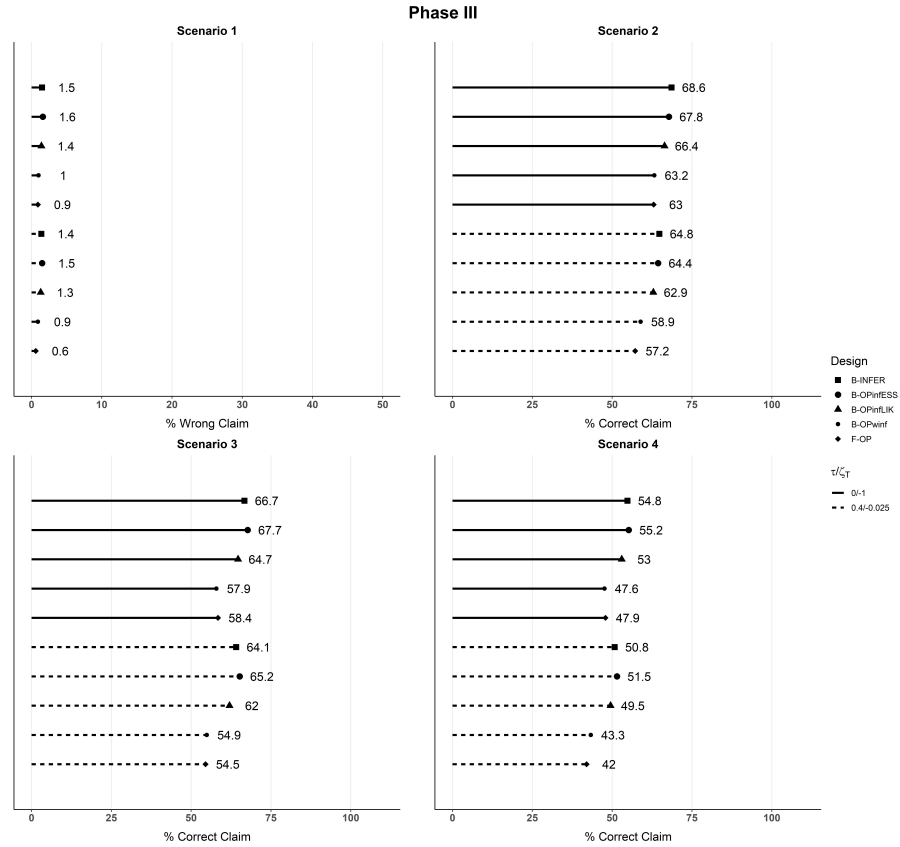 Phase III
Scenario 1
1.5
1.6
1.4
1
0.9
1.4
1.5
1.3
0.9
0.6
0 10 20 30 40 50
% Wrong Claim
Scenario 2
68.6
67.8
66.4
63.2
63
64.8
64.4
62.9
58.9
57.2
0 25 50 75 100
% Correct Claim
Scenario 3
66.7
67.7
64.7
57.9
58.4
64.1
65.2
62
54.9
54.5
0 25 50 75 100
% Correct Claim
Scenario 4
54.8
55.2
53
47.6
47.9
50.8
51.5
49.5
43.3
42
0 25 50 75 100
% Correct Claim
Design
B-INFER
B-OPinfESS
B-OPinfLIK
B-OPwinf
F-OP
τ/ζT
0/-1
0.4/-0.025